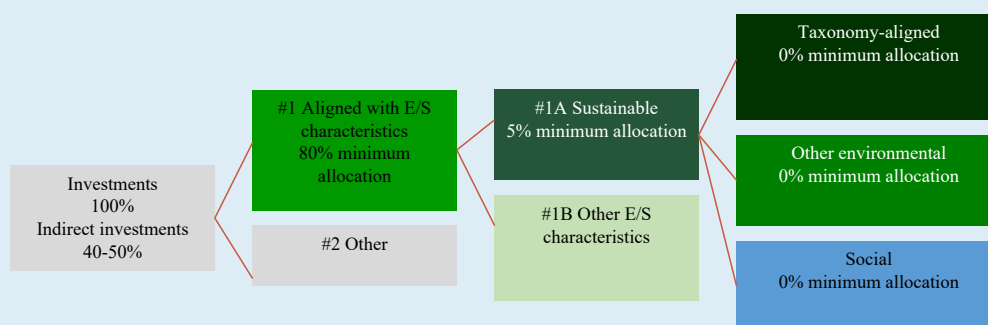 Investments
100%
Indirect investments
40-50%
#1 Aligned with E/S
characteristics
80% minimum
allocation
#2 Other
#1A Sustainable
5% minimum allocation
#1B Other E/S
characteristics
Taxonomy-aligned
0% minimum allocation
Other environmental
0% minimum allocation
Social
0% minimum allocation